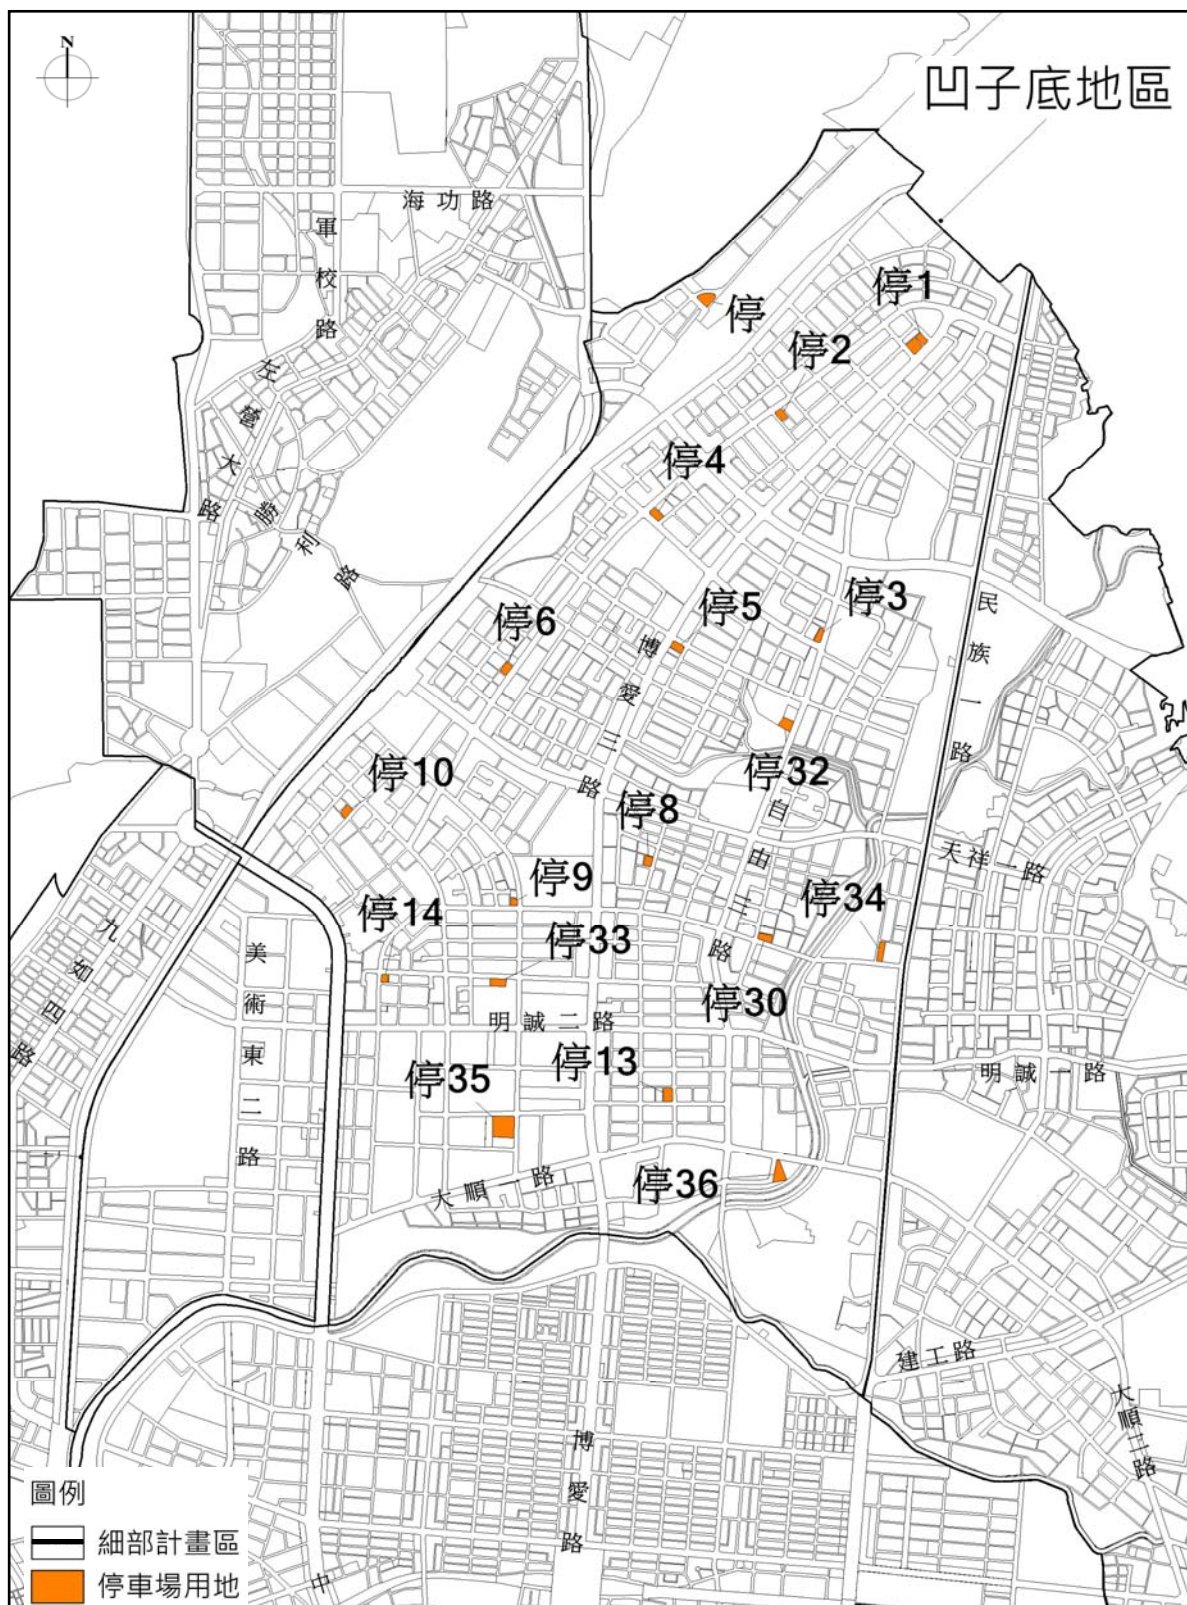 N
凹子底地區
海功路
軍校路
停1
停
停2
左營大路
停4
勝利路
停3
停5
民族一路
停6
博愛三路
停10
停32
停8
自由三路
天祥一路
停9
停34
停14
九如四路
停33
美術東二路
停30
明誠二路
停13
明誠一路
停35
大順一路
停36
建工路
大順二路
博愛路
中
圖例
細部計畫區
停車場用地